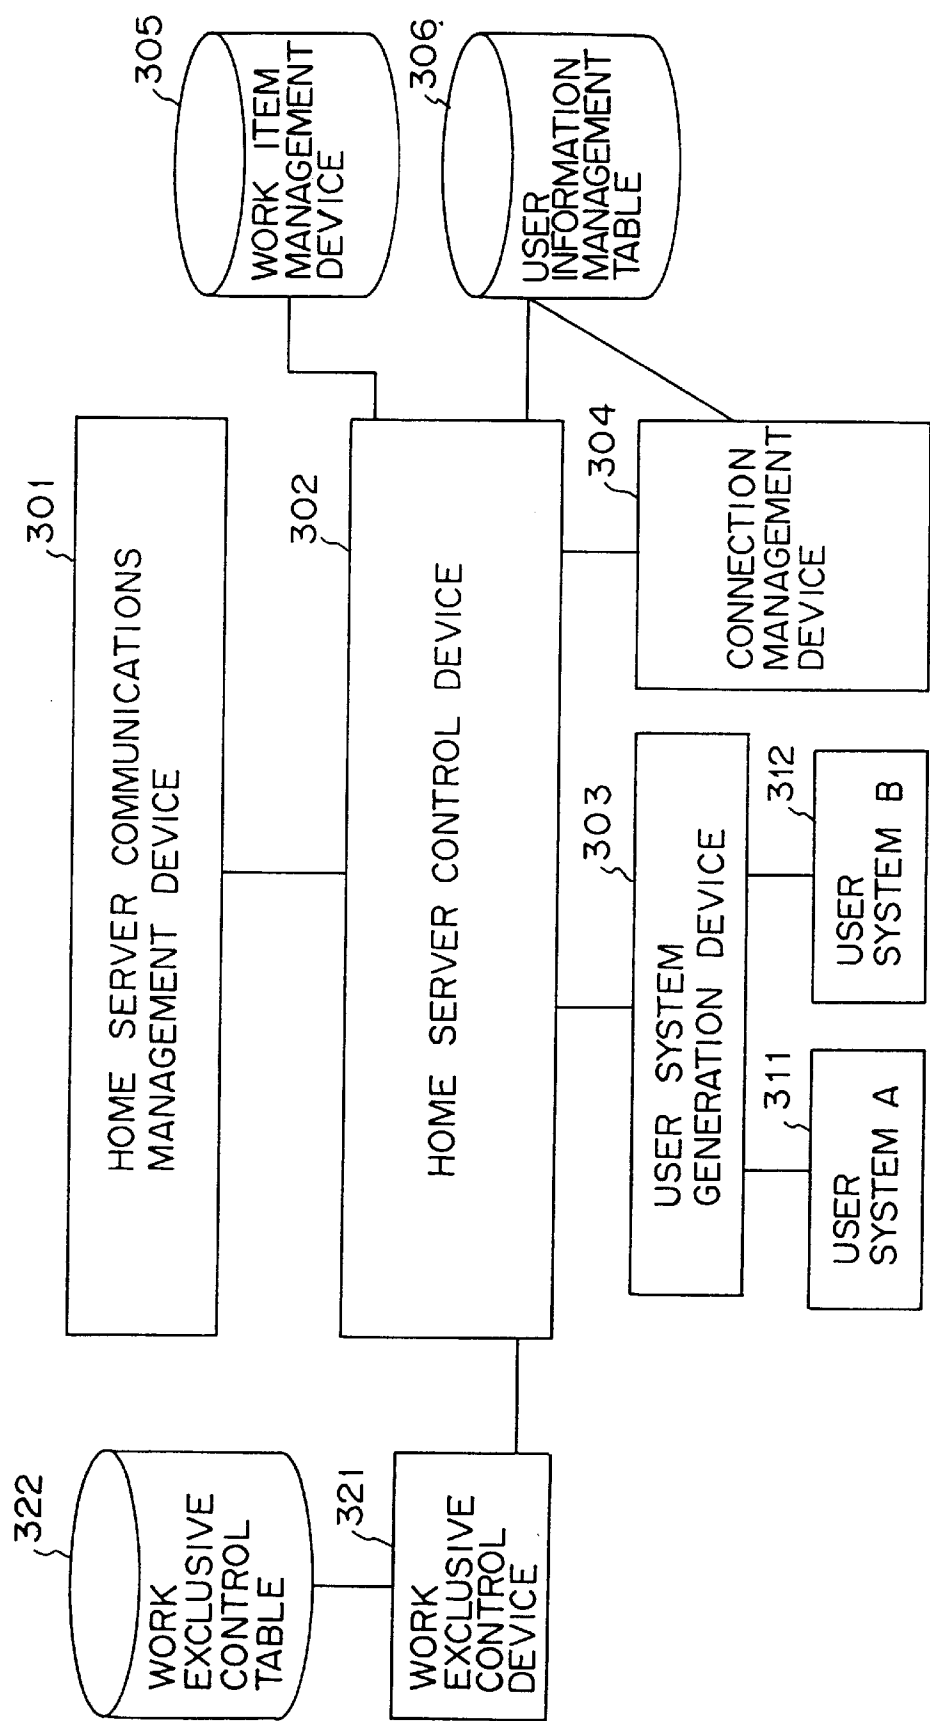 322
WORK
EXCLUSIVE
CONTROL
TABLE
321
WORK
EXCLUSIVE
CONTROL
DEVICE
301
HOME SERVER COMMUNICATIONS
MANAGEMENT DEVICE
302
HOME SERVER CONTROL DEVICE
303
USER SYSTEM
GENERATION DEVICE
311
USER
SYSTEM A
312
USER
SYSTEM B
304
CONNECTION
MANAGEMENT
DEVICE
305
WORK ITEM
MANAGEMENT
DEVICE
306
USER
INFORMATION
MANAGEMENT
TABLE